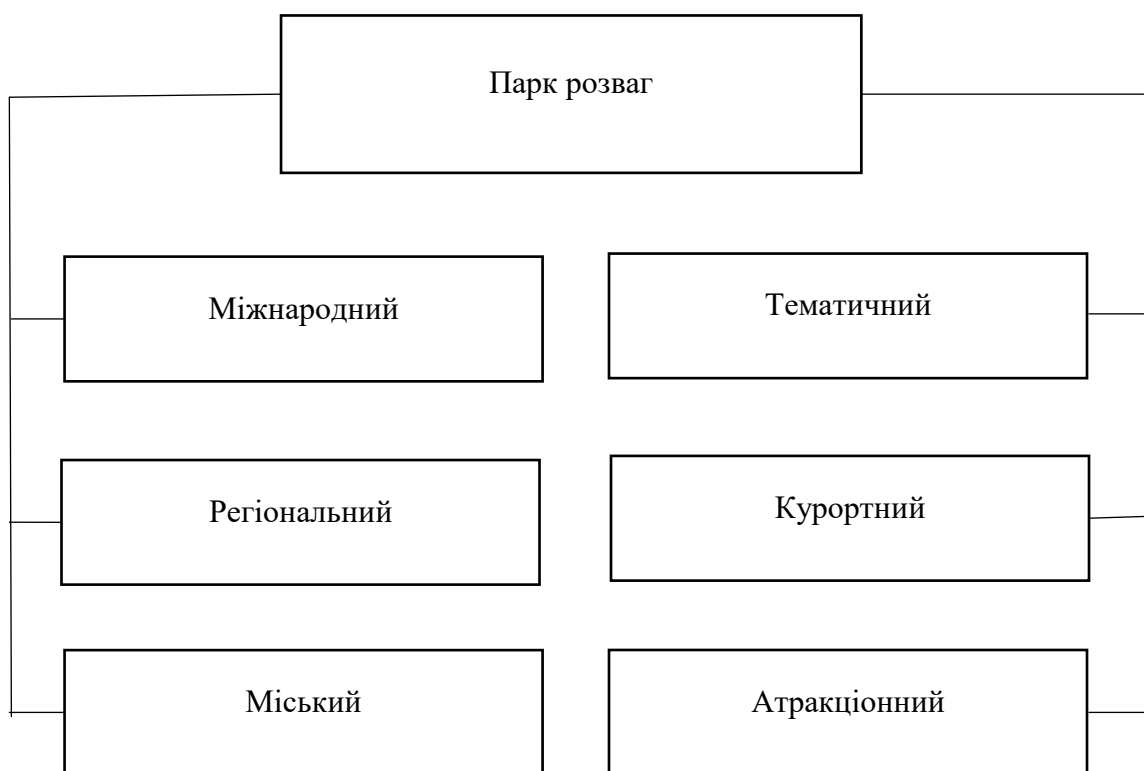 Парк розваг
Міжнародний
Тематичний
Регіональний
Курортний
Міський
Атракціонний